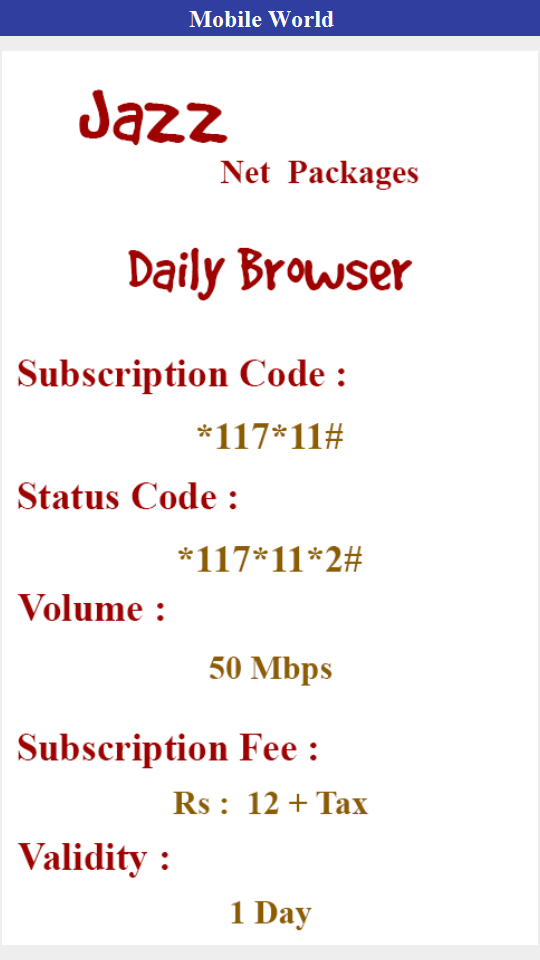 Mobile World
Jazz
Net Packages
Daily Browser
Subscription Code :
*117*11#
Status Code :
*117*11*2#
Volume :
50 Mbps
Subscription Fee :
Rs : 12 + Tax
Validity :
1 Day